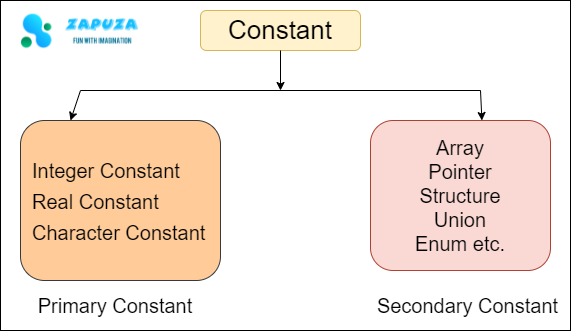 ZAPUZA
FUN WITH IMAGINATION
Constant
Integer Constant
Real Constant
Character Constant
Primary Constant
Array
Pointer
Structure
Union
Enum etc.
Secondary Constant